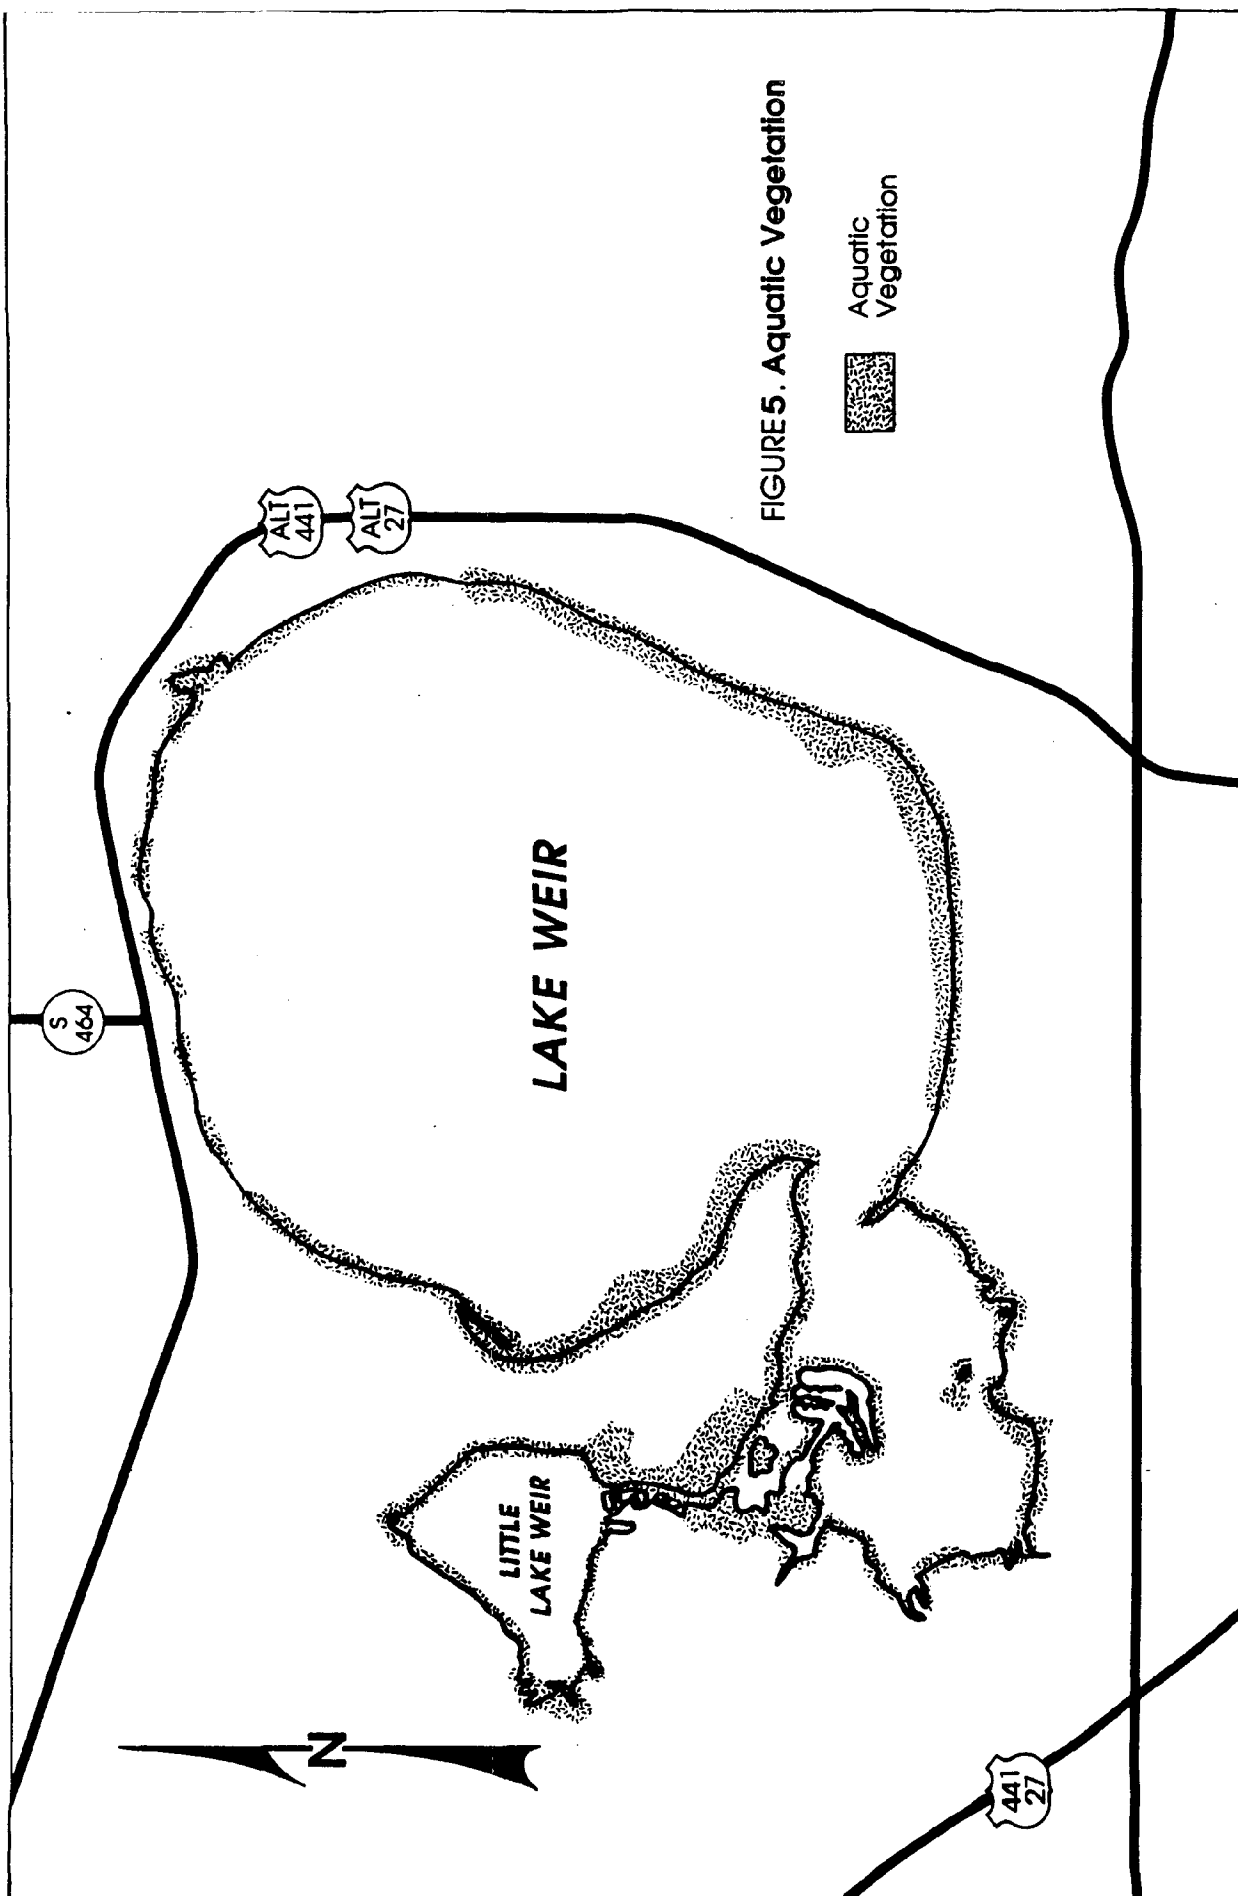 S
464
ALT
441
ALT
27
LAKE WEIR
LITTLE
LAKE WEIR
N
441
27
FIGURE 5. Aquatic Vegetation
Aquatic
Vegetation